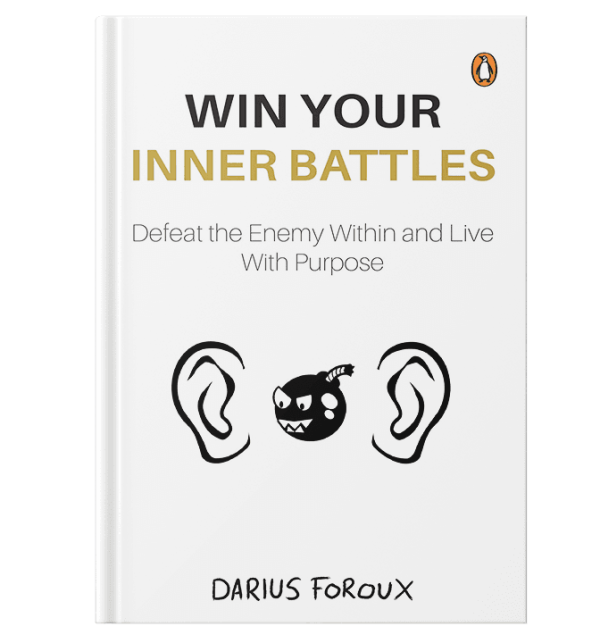 WIN YOUR
INNER BATTLES
Defeat the Enemy Within and Live
With Purpose
DARIUS FOROUX